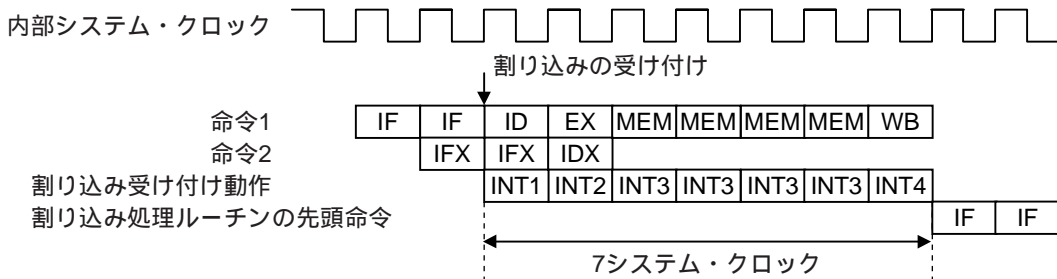 内部システム・クロック
割り込みの受け付け
命令1 IF IF ID EX MEM MEM MEM MEM WB
命令2 IFX IFX IDX
割り込み受け付け動作 INT1 INT2 INT3 INT3 INT3 INT3 INT4
割り込み処理ルーチンの先頭命令 IF IF
7システム・クロック